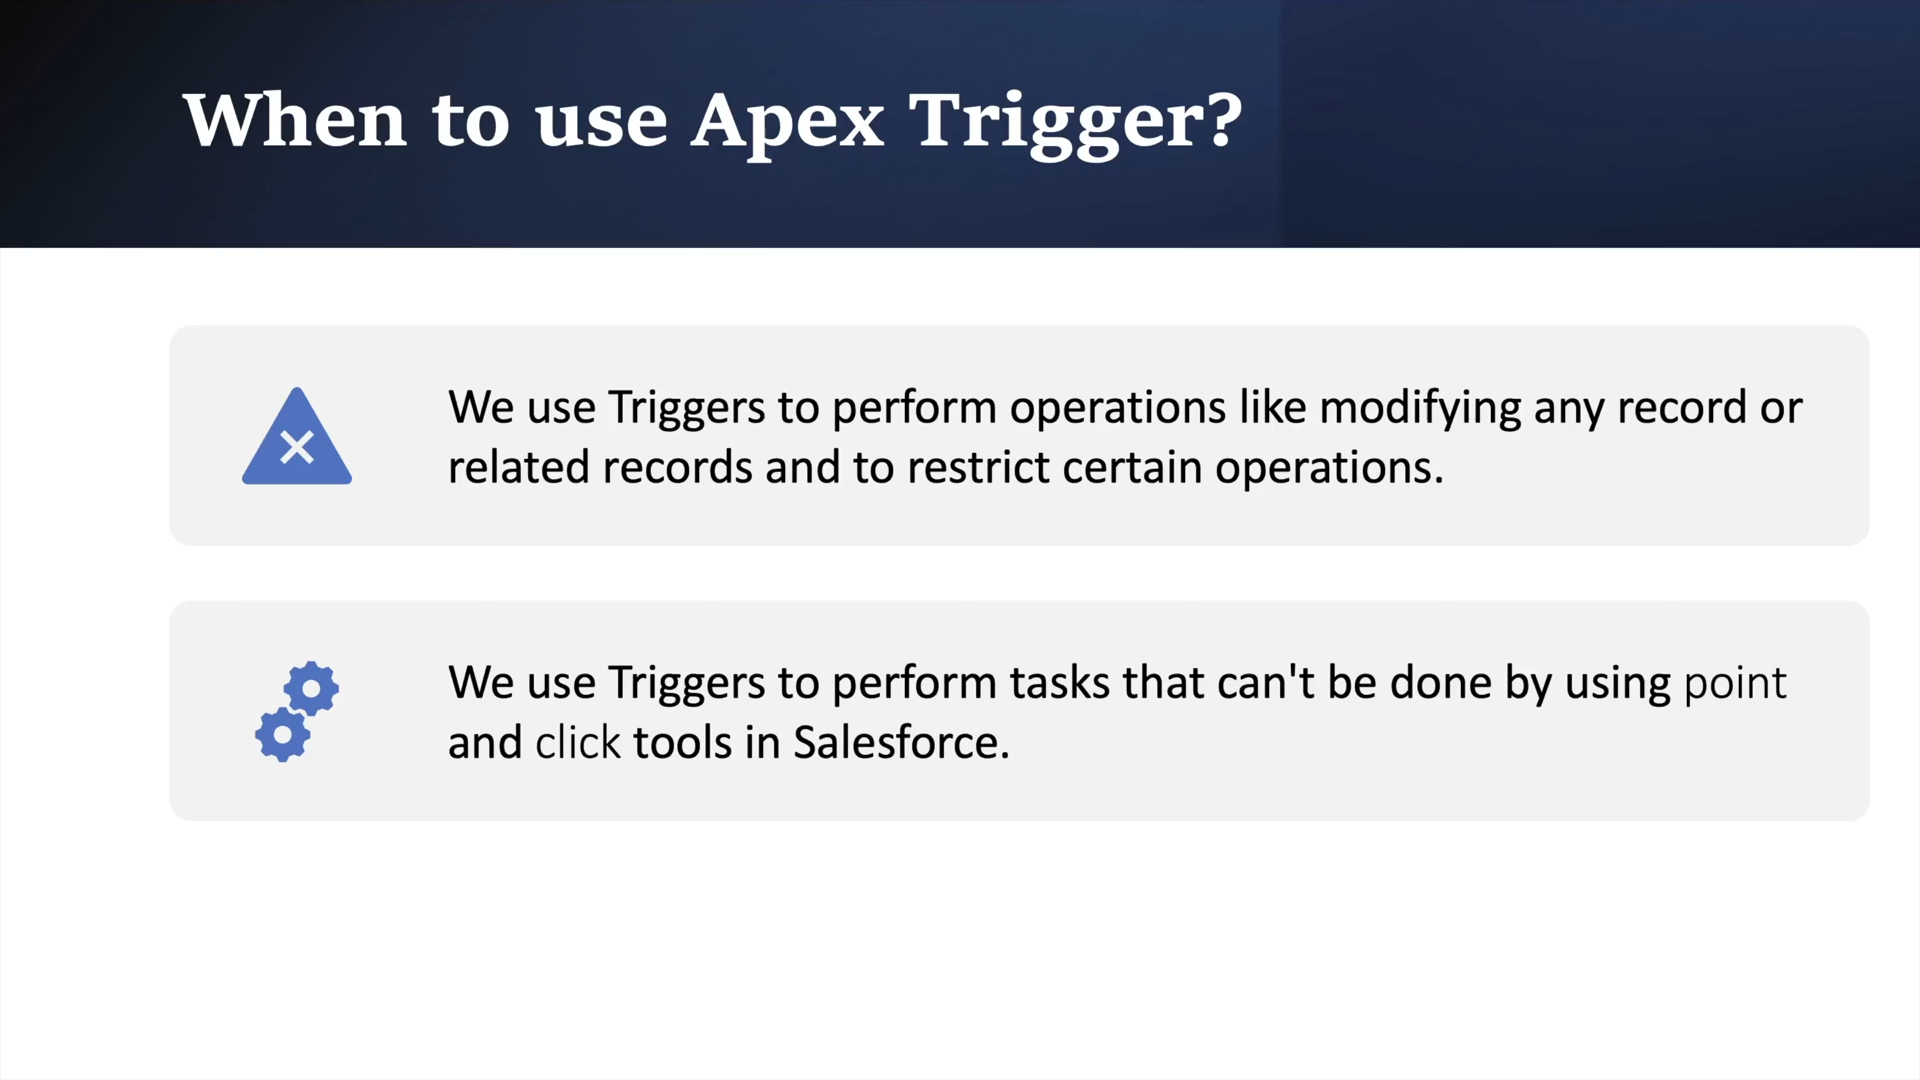 When to use Apex Trigger?
We use Triggers to perform operations like modifying any record or
related records and to restrict certain operations.
We use Triggers to perform tasks that can't be done by using point
and click tools in Salesforce.